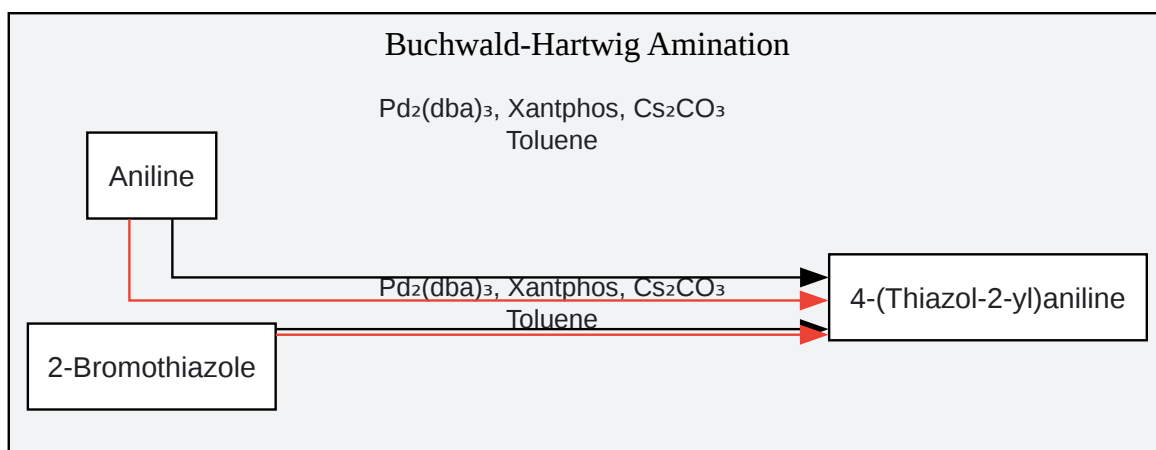 Buchwald-Hartwig Amination
Pd₂(dba)₃, Xantphos, Cs₂CO₃
Toluene
Aniline
Pd₂(dba)₃, Xantphos, Cs₂CO₃
Toluene
4-(Thiazol-2-yl)aniline
2-Bromothiazole